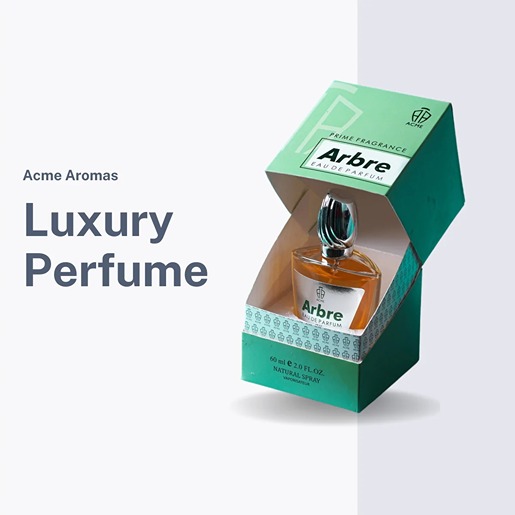 Acme Aromas
Luxury
Perfume
ACME
PRIME FRAGRANCE
Arbre
EAU DE PARFUM
Arbre
EAU DE PARFUM
60 ml e 2.0 FL.OZ.
NATURAL SPRAY
VAPORISATEUR